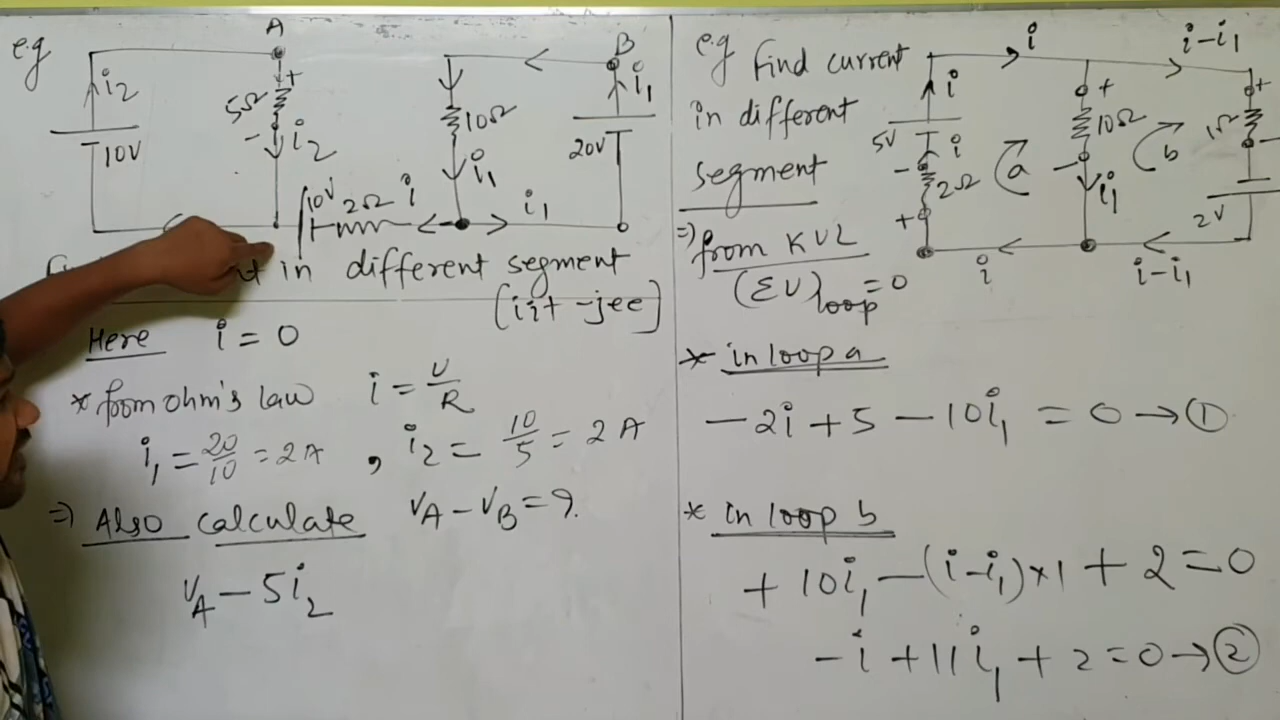 e.g
A
i₂
5Ω
+
-
i₂
10V
10V 2Ω i
10Ω
i₁
i₁
B
i₁
20V
in different segment
[iit-jee]
Here i = 0
* from ohm's law i = V/R
i₁ = 20/10 = 2A , i₂ = 10/5 = 2A
⇒ Also calculate V_A - V_B = ?
V_A - 5i₂
e.g Find current
in different
segment
⇒ from KVL
(ΣV)loop = 0
i
i-i₁
i
5V
i
-
2Ω
+
a
+
10Ω
-
i₁
b
+
1Ω
-
2V
i
i-i₁
* in loop a
-2i + 5 - 10i₁ = 0 → ①
* in loop b
+ 10i₁ - (i-i₁)×1 + 2 = 0
-i + 11i₁ + 2 = 0 → ②